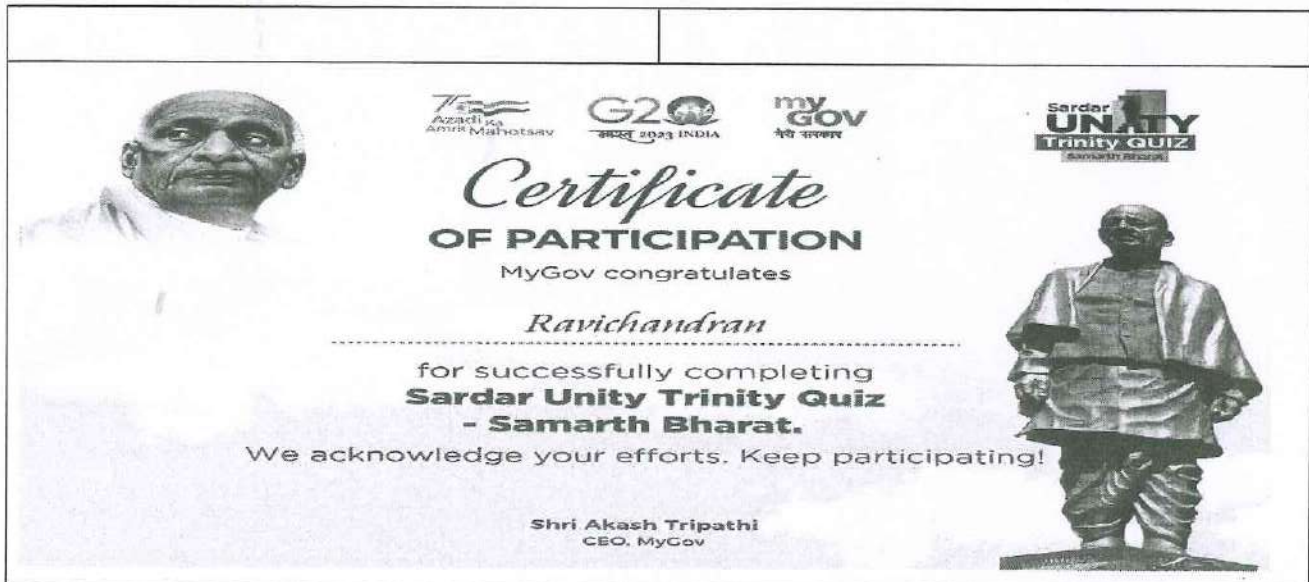 Azadi Ka
Amrit Mahotsav
G20
भारत 2023 INDIA
my
GOV
मेरी सरकार
Sardar
UNITY
Trinity QUIZ
Samarth Bharat
Certificate
OF PARTICIPATION
MyGov congratulates
Ravichandran
for successfully completing
Sardar Unity Trinity Quiz
- Samarth Bharat.
We acknowledge your efforts. Keep participating!
Shri Akash Tripathi
CEO, MyGov